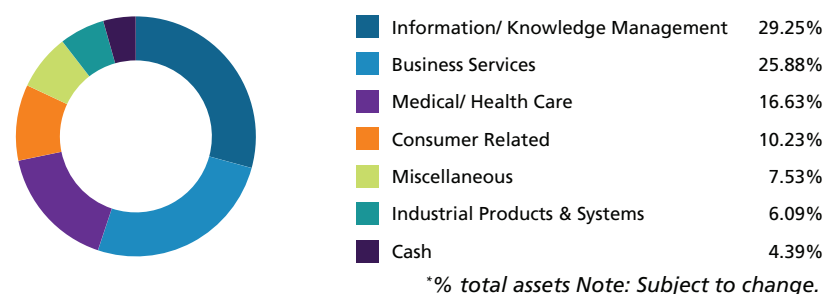 Information/ Knowledge Management 29.25%
Business Services 25.88%
Medical/ Health Care 16.63%
Consumer Related 10.23%
Miscellaneous 7.53%
Industrial Products & Systems 6.09%
Cash 4.39%
*% total assets Note: Subject to change.